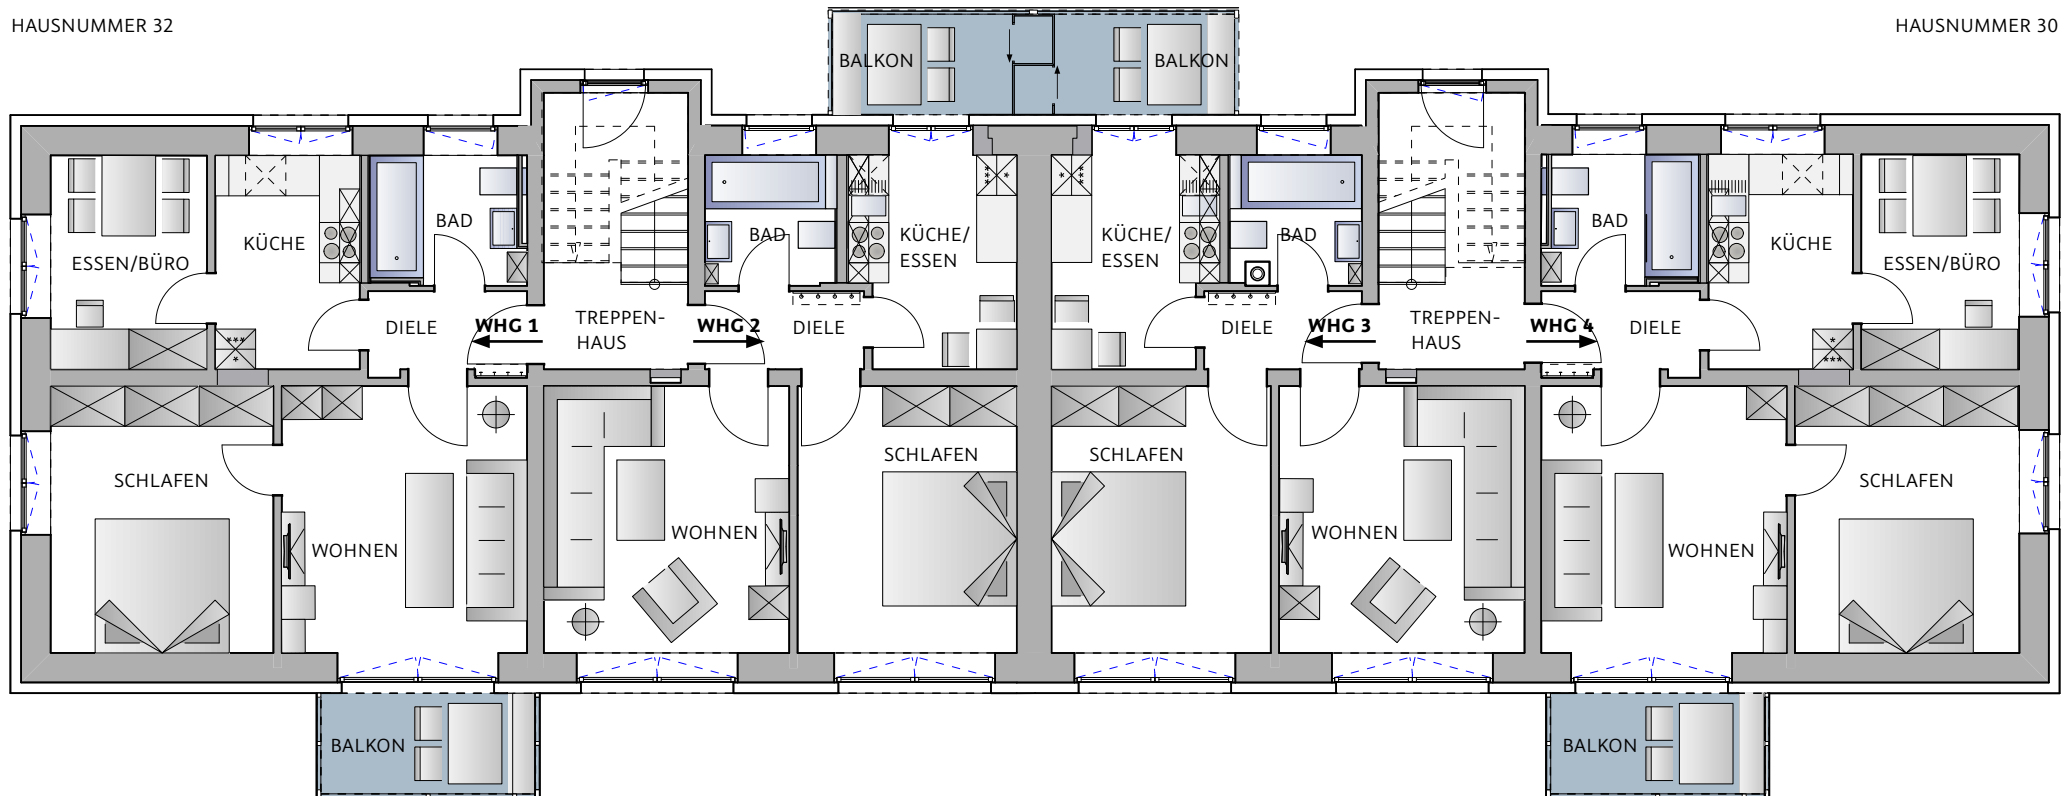 HAUSNUMMER 32
HAUSNUMMER 30
BALKON
BALKON
ESSEN/BÜRO
KÜCHE
BAD
BAD
KÜCHE/
ESSEN
KÜCHE/
ESSEN
BAD
BAD
KÜCHE
ESSEN/BÜRO
DIELE
WHG 1
TREPPEN-
HAUS
WHG 2
DIELE
DIELE
WHG 3
TREPPEN-
HAUS
WHG 4
DIELE
SCHLAFEN
WOHNEN
WOHNEN
SCHLAFEN
SCHLAFEN
WOHNEN
WOHNEN
SCHLAFEN
BALKON
BALKON